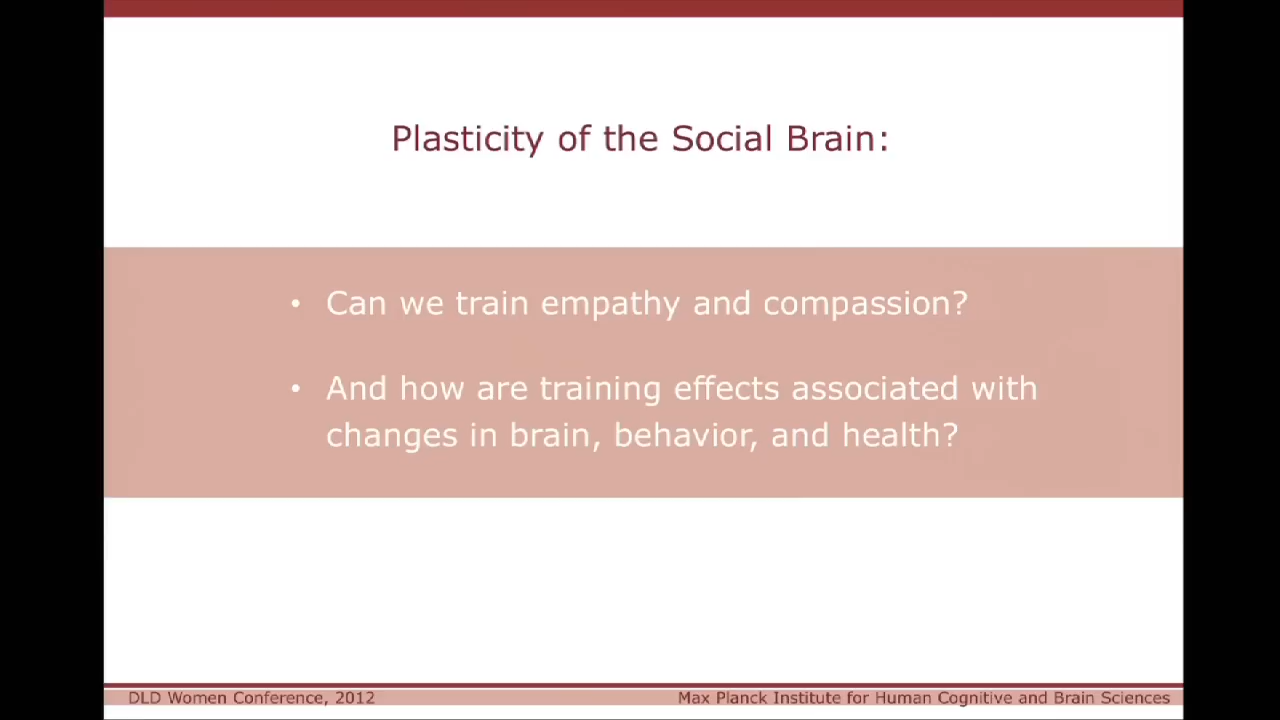 Plasticity of the Social Brain:
• Can we train empathy and compassion?
• And how are training effects associated with
changes in brain, behavior, and health?
DLD Women Conference, 2012
Max Planck Institute for Human Cognitive and Brain Sciences